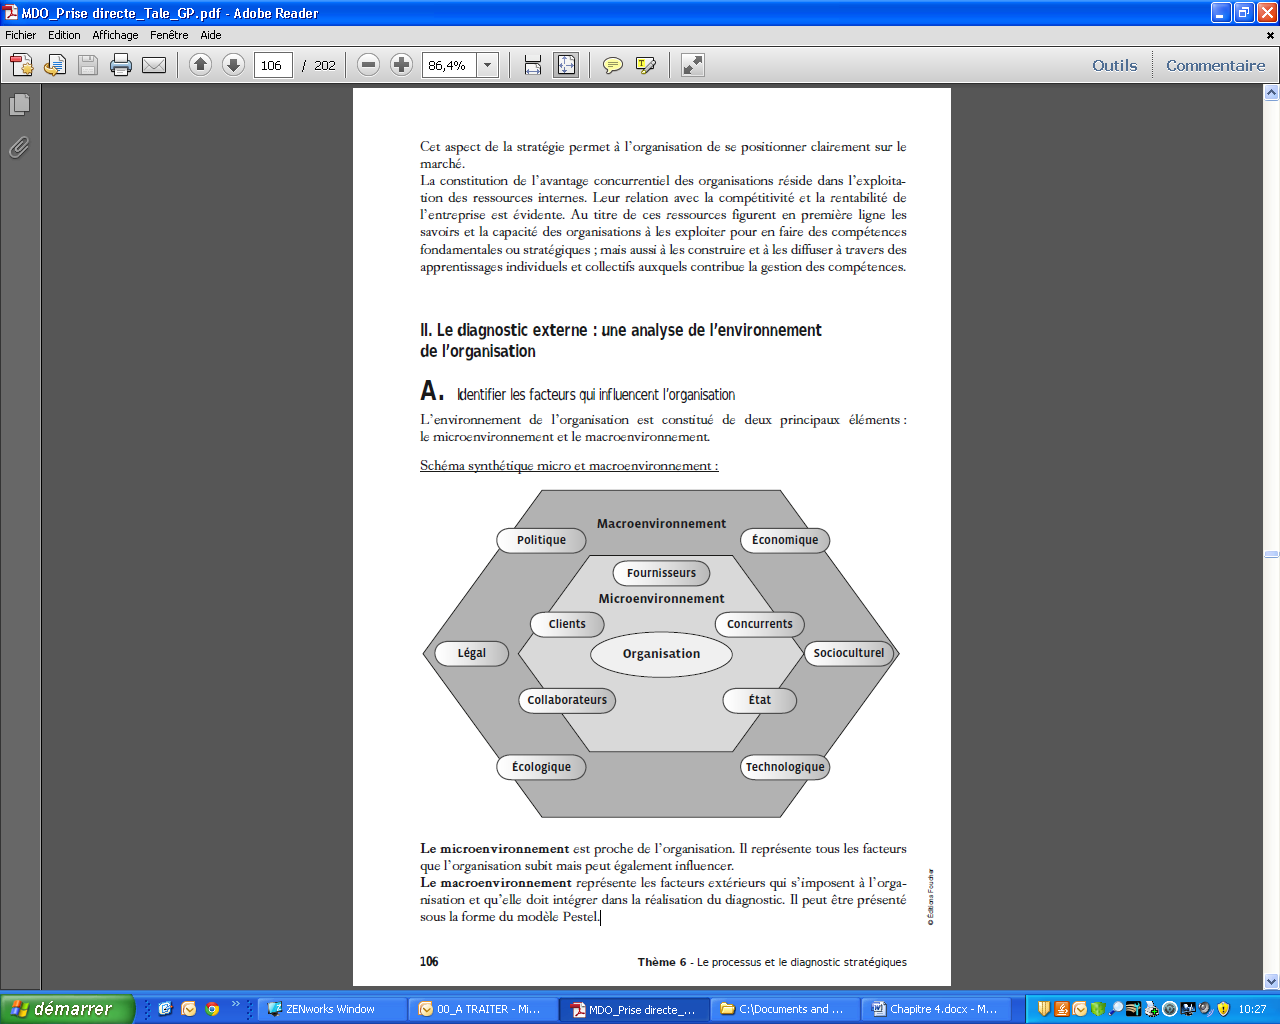 MDO_Prise directe_Tale_GP.pdf - Adobe Reader
Fichier Edition Affichage Fenêtre Aide
106 / 202 86,4% Outils Commentaire
Cet aspect de la stratégie permet à l'organisation de se positionner clairement sur le
marché.
La constitution de l'avantage concurrentiel des organisations réside dans l'exploita-
tion des ressources internes. Leur relation avec la compétitivité et la rentabilité de
l'entreprise est évidente. Au titre de ces ressources figurent en première ligne les
savoirs et la capacité des organisations à les exploiter pour en faire des compétences
fondamentales ou stratégiques ; mais aussi à les construire et à les diffuser à travers des
apprentissages individuels et collectifs auxquels contribue la gestion des compétences.
II. Le diagnostic externe : une analyse de l'environnement
de l'organisation
A. Identifier les facteurs qui influencent l'organisation
L'environnement de l'organisation est constitué de deux principaux éléments :
le microenvironnement et le macroenvironnement.
Schéma synthétique micro et macroenvironnement :
Macroenvironnement
Politique
Économique
Fournisseurs
Microenvironnement
Clients
Concurrents
Légal
Organisation
Socioculturel
Collaborateurs
État
Écologique
Technologique
Le microenvironnement est proche de l'organisation. Il représente tous les facteurs
que l'organisation subit mais peut également influencer.
Le macroenvironnement représente les facteurs extérieurs qui s'imposent à l'orga-
nisation et qu'elle doit intégrer dans la réalisation du diagnostic. Il peut être présenté
sous la forme du modèle Pestel.
© Éditions Foucher
106 Thème 6 - Le processus et le diagnostic stratégiques
démarrer ZENworks Window 00_A TRAITER - Mi... MDO_Prise directe_... C:\Documents and ... Chapitre 4.docx - M... 10:27